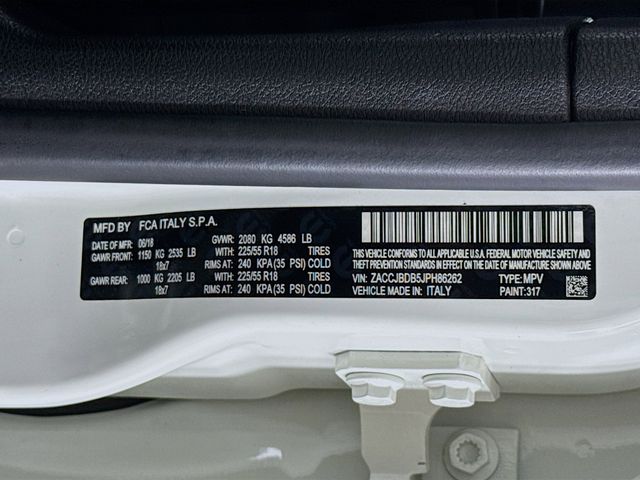 MFD BY FCA ITALY S.P.A.
DATE OF MFR: 06/18 GVWR: 2080 KG 4586 LB
GAWR FRONT: 1150 KG 2535 LB WITH: 225/55 R18 TIRES
18x7 RIMS AT: 240 KPA (35 PSI) COLD
GAWR REAR: 1000 KG 2205 LB WITH: 225/55 R18 TIRES
18x7 RIMS AT: 240 KPA (35 PSI) COLD
THIS VEHICLE CONFORMS TO ALL APPLICABLE U.S.A. FEDERAL MOTOR VEHICLE SAFETY AND
THEFT PREVENTION STANDARDS IN EFFECT ON THE DATE OF MANUFACTURE SHOWN ABOVE
VIN: ZACCJBDB5JPH86262 TYPE: MPV
VEHICLE MADE IN: ITALY PAINT: 317